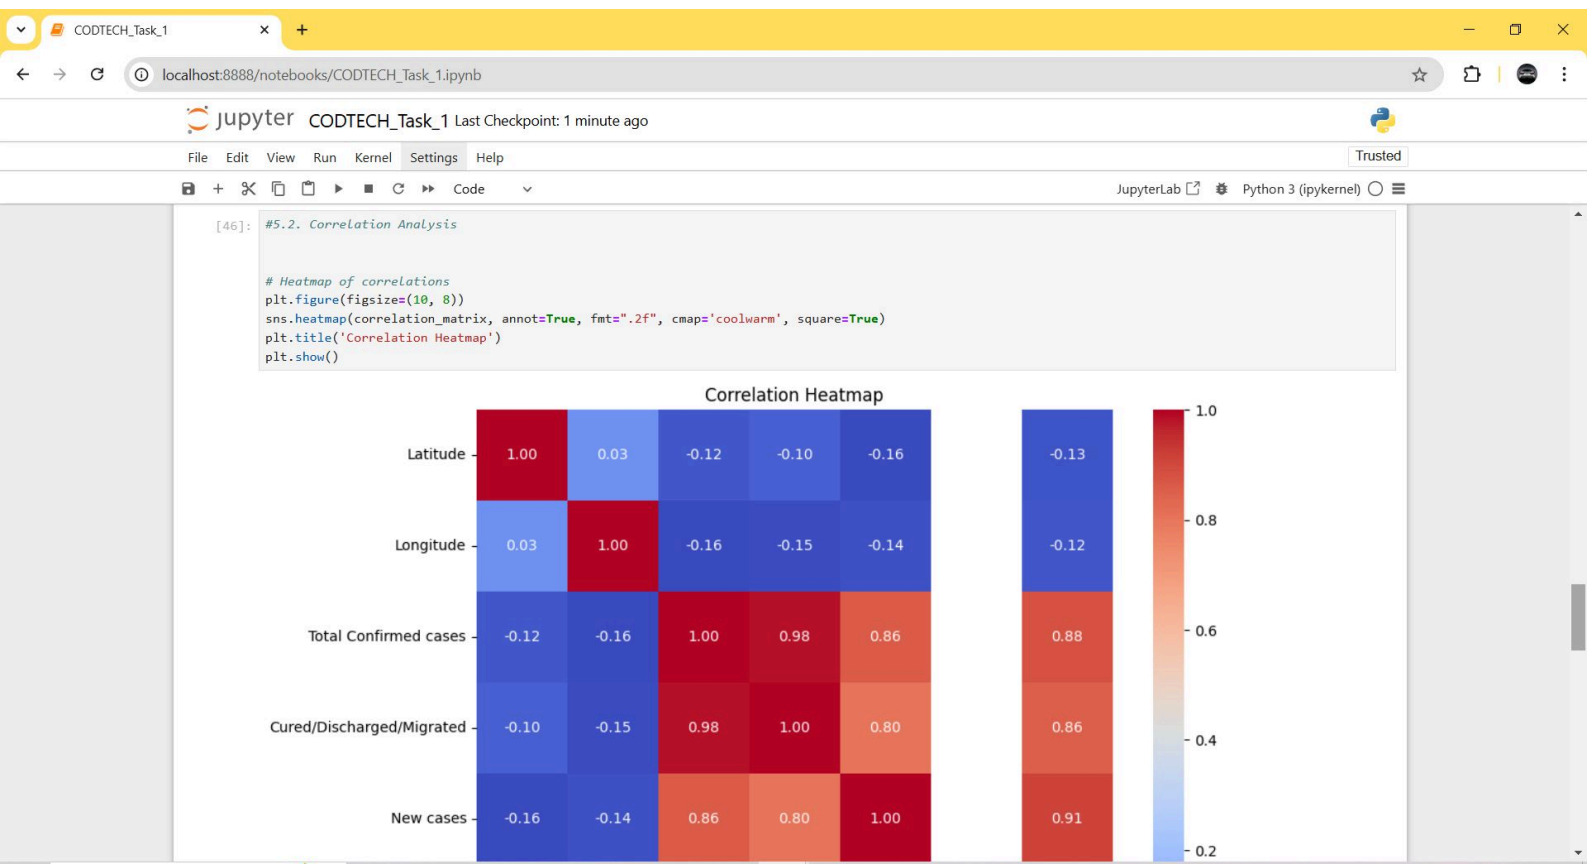 CODTECH_Task_1
localhost:8888/notebooks/CODTECH_Task_1.ipynb
jupyter CODTECH_Task_1 Last Checkpoint: 1 minute ago
File Edit View Run Kernel Settings Help
Trusted
Code
JupyterLab
Python 3 (ipykernel)
[46]:
#5.2. Correlation Analysis
# Heatmap of correlations
plt.figure(figsize=(10, 8))
sns.heatmap(correlation_matrix, annot=True, fmt=".2f", cmap='coolwarm', square=True)
plt.title('Correlation Heatmap')
plt.show()
Correlation Heatmap
Latitude 1.00 0.03 -0.12 -0.10 -0.16 -0.13
Longitude 0.03 1.00 -0.16 -0.15 -0.14 -0.12
Total Confirmed cases -0.12 -0.16 1.00 0.98 0.86 0.88
Cured/Discharged/Migrated -0.10 -0.15 0.98 1.00 0.80 0.86
New cases -0.16 -0.14 0.86 0.80 1.00 0.91
1.0
0.8
0.6
0.4
0.2